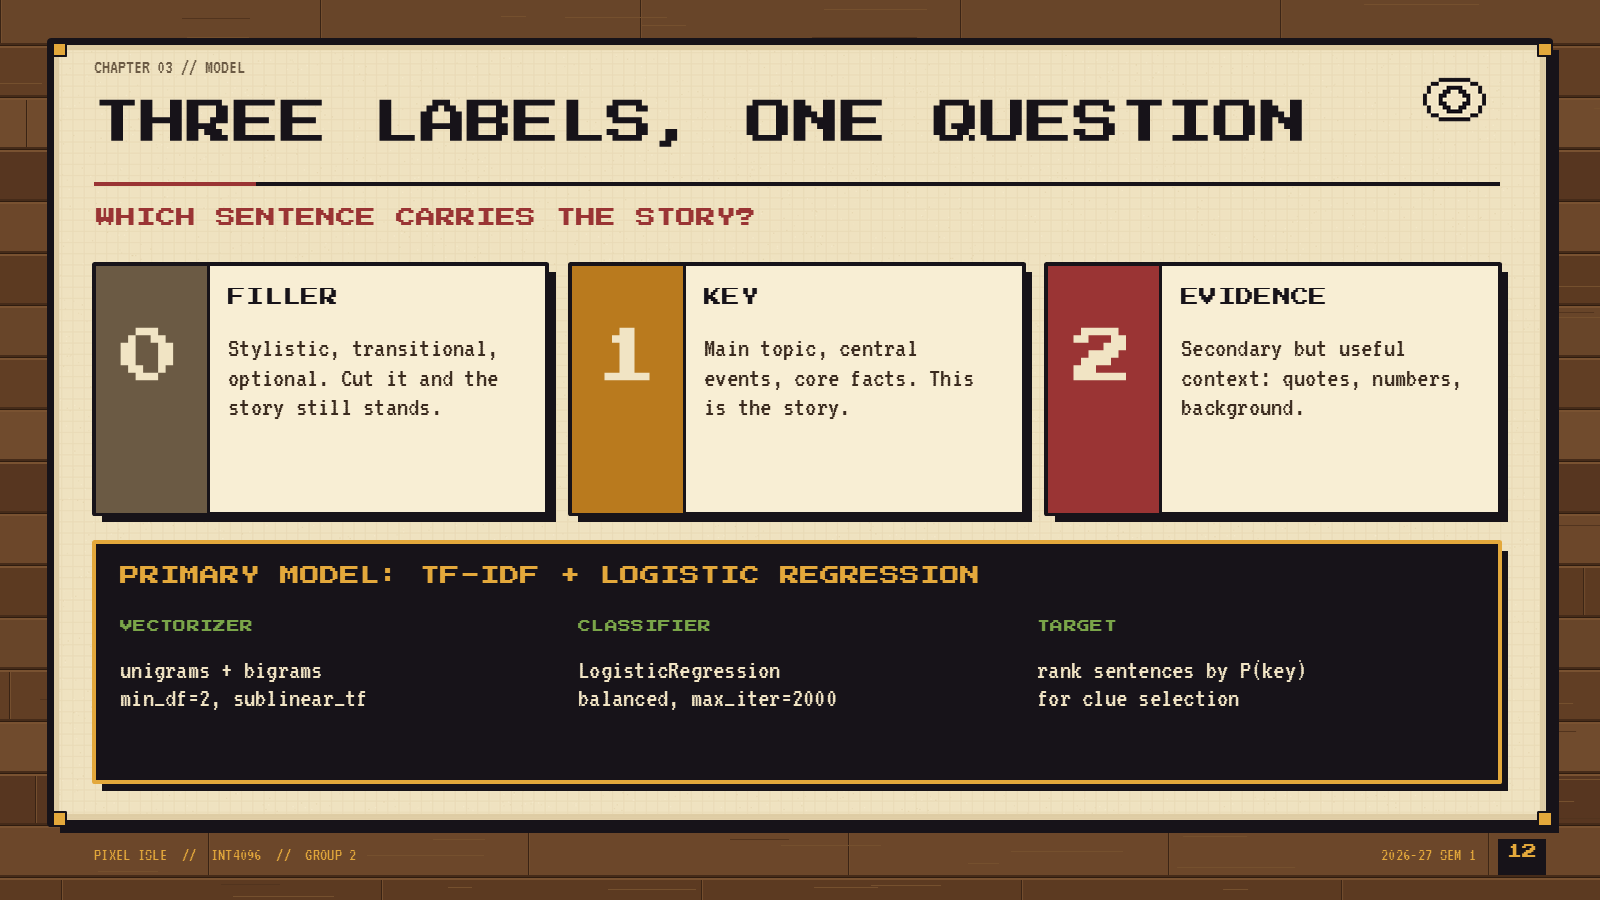 CHAPTER 03 // MODEL
THREE LABELS, ONE QUESTION
WHICH SENTENCE CARRIES THE STORY?
0
FILLER
Stylistic, transitional,
optional. Cut it and the
story still stands.
1
KEY
Main topic, central
events, core facts. This
is the story.
2
EVIDENCE
Secondary but useful
context: quotes, numbers,
background.
PRIMARY MODEL: TF-IDF + LOGISTIC REGRESSION
VECTORIZER
unigrams + bigrams
min_df=2, sublinear_tf
CLASSIFIER
LogisticRegression
balanced, max_iter=2000
TARGET
rank sentences by P(key)
for clue selection
PIXEL ISLE // INT4096 // GROUP 2
2026-27 SEM 1
12